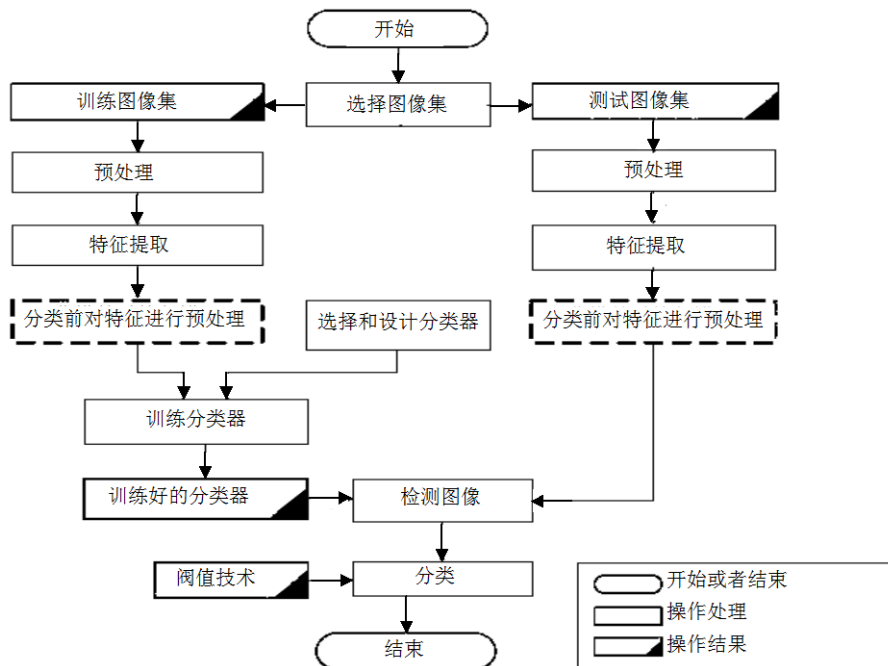 开始
训练图像集
选择图像集
测试图像集
预处理
预处理
特征提取
特征提取
分类前对特征进行预处理
选择和设计分类器
分类前对特征进行预处理
训练分类器
训练好的分类器
检测图像
阀值技术
分类
结束
开始或者结束
操作处理
操作结果